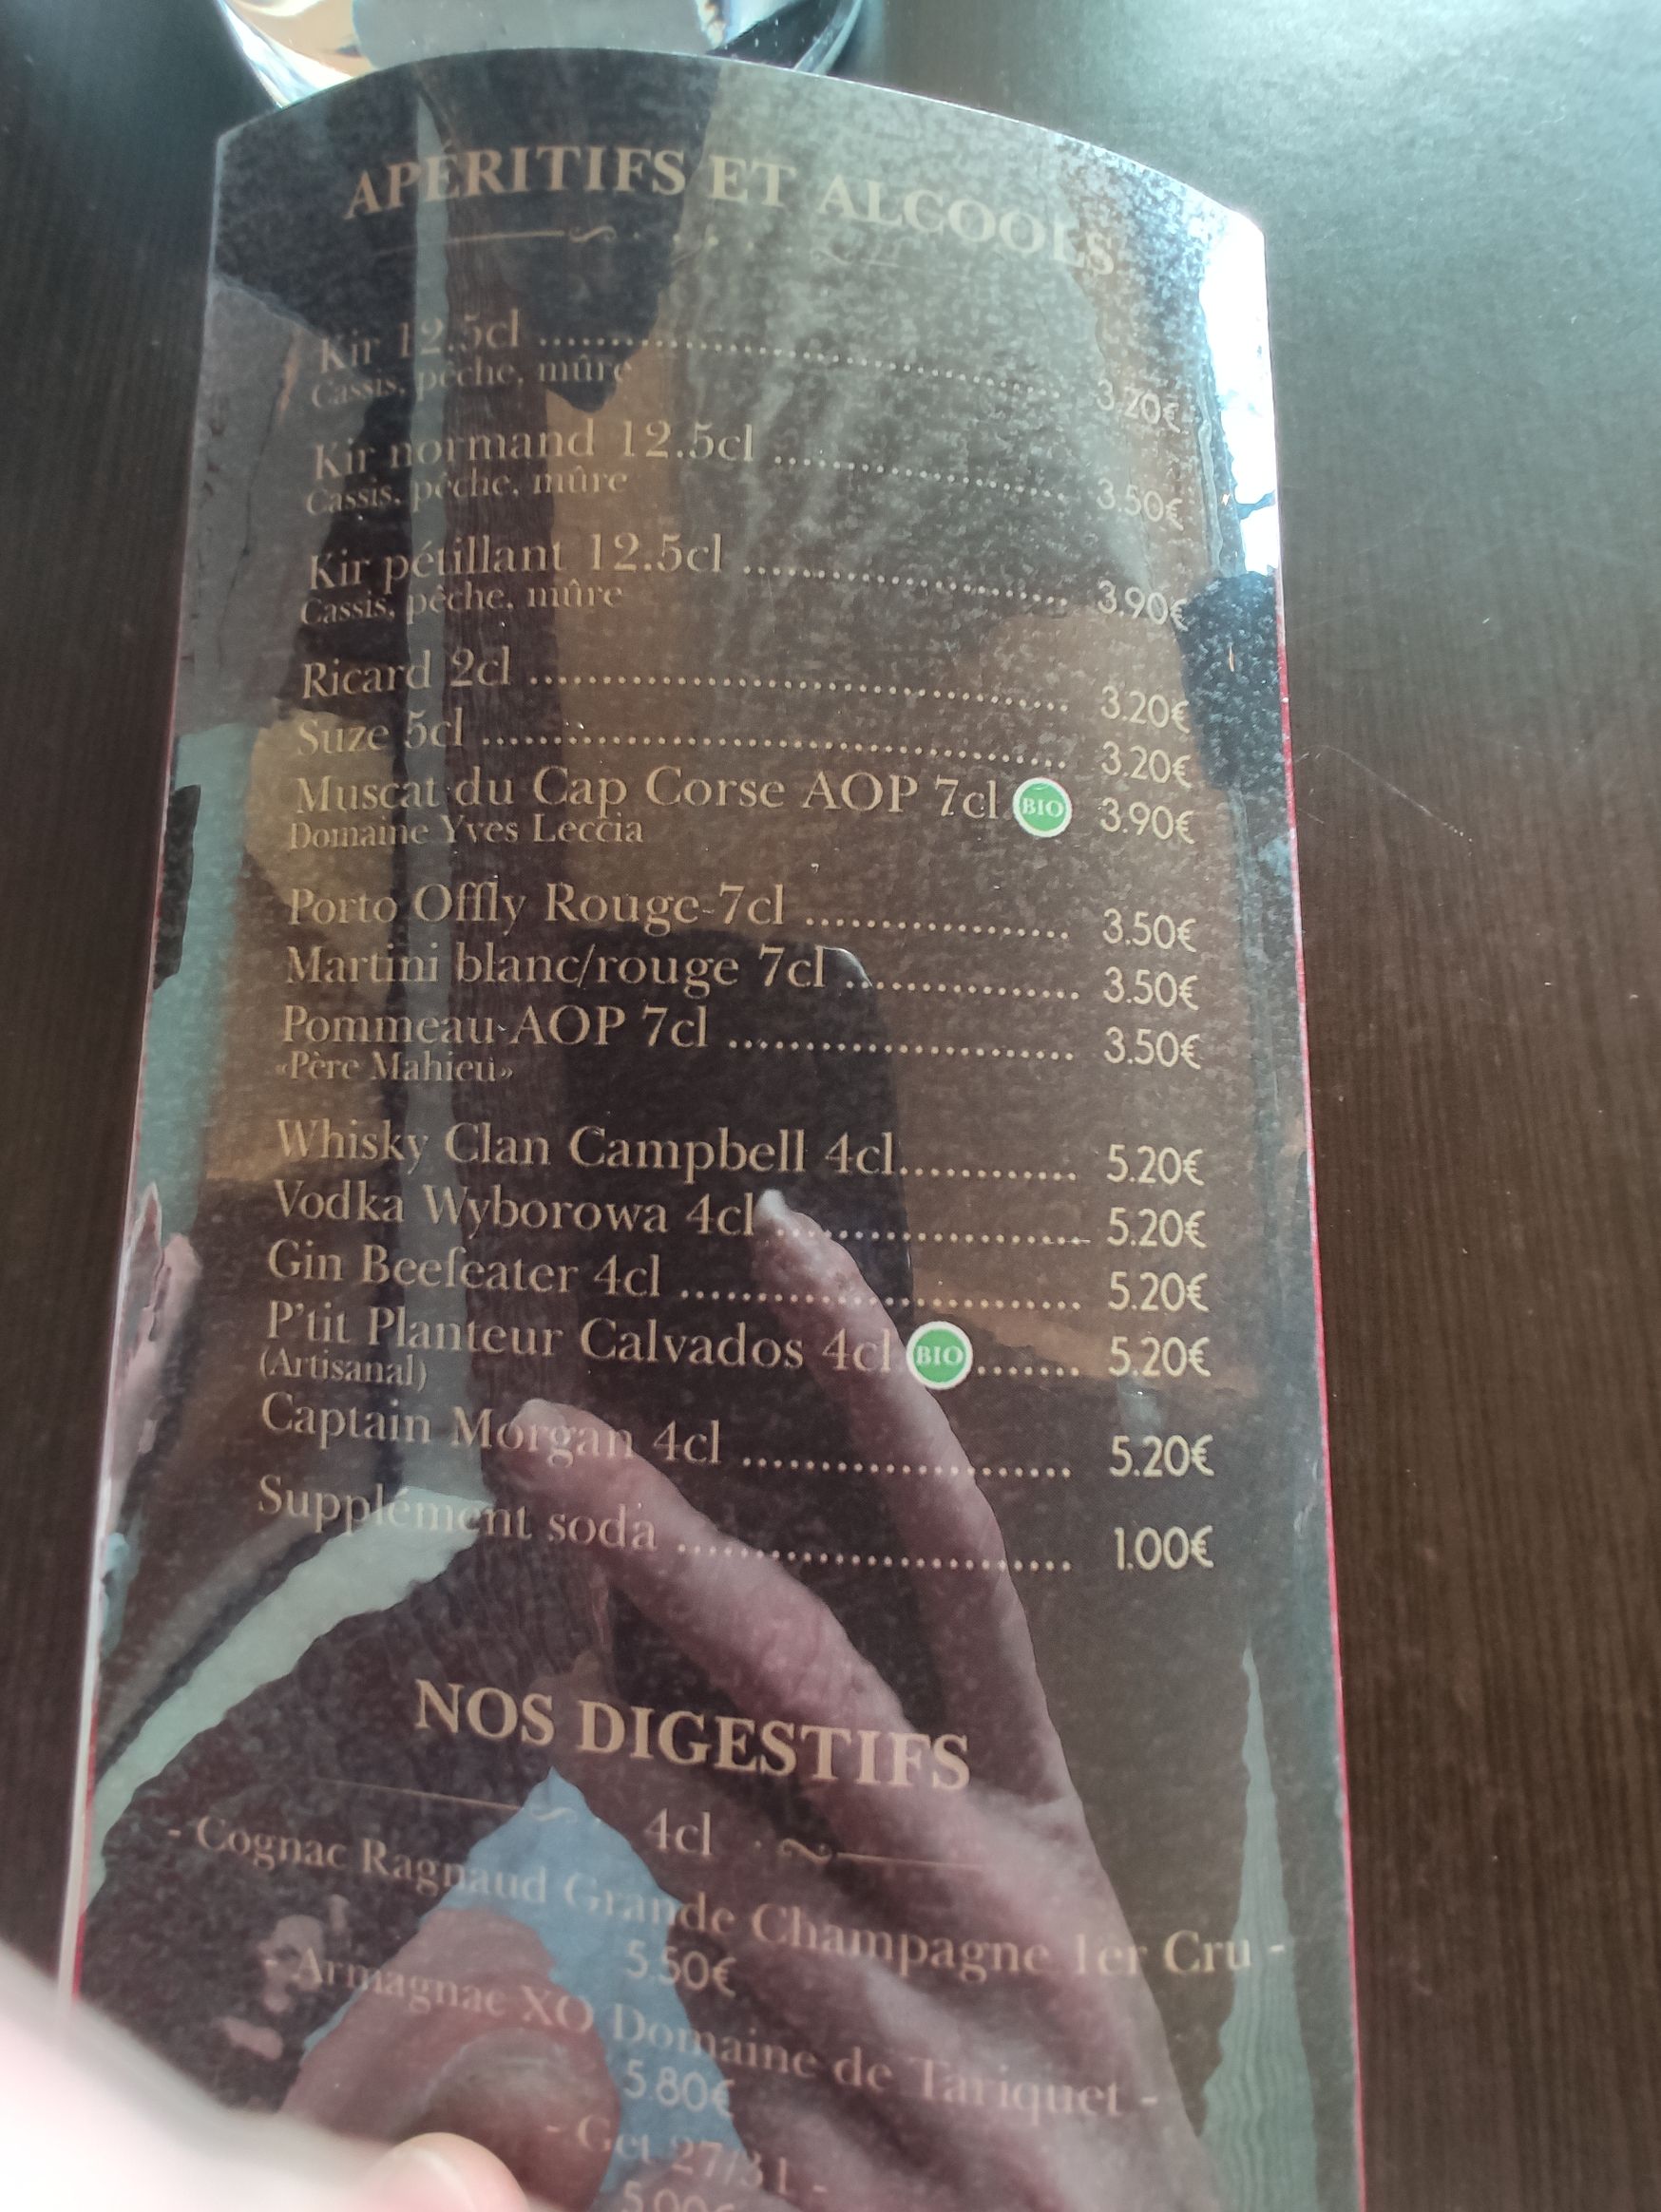 APÉRITIFS ET ALCOOLS
Kir 12.5cl ........................................ 3.20€
Cassis, pêche, mûre
Kir normand 12.5cl ........................ 3.50€
Cassis, pêche, mûre
Kir pétillant 12.5cl .......................... 3.90€
Cassis, pêche, mûre
Ricard 2cl ........................................ 3.20€
Suze 5cl ........................................... 3.20€
Muscat du Cap Corse AOP 7cl BIO 3.90€
Domaine Yves Leccia
Porto Offly Rouge 7cl .................... 3.50€
Martini blanc/rouge 7cl ................. 3.50€
Pommeau AOP 7cl ......................... 3.50€
«Père Mahieu»
Whisky Clan Campbell 4cl............ 5.20€
Vodka Wyborowa 4cl ..................... 5.20€
Gin Beefeater 4cl ............................ 5.20€
P'tit Planteur Calvados 4cl BIO ....... 5.20€
(Artisanal)
Captain Morgan 4cl ....................... 5.20€
Supplément soda ........................... 1.00€
NOS DIGESTIFS
4cl
- Cognac Ragnaud Grande Champagne 1er Cru -
5.50€
- Armagnac XO Domaine de Tariquet -
5.80€
- Get 27/31 -
5.00€